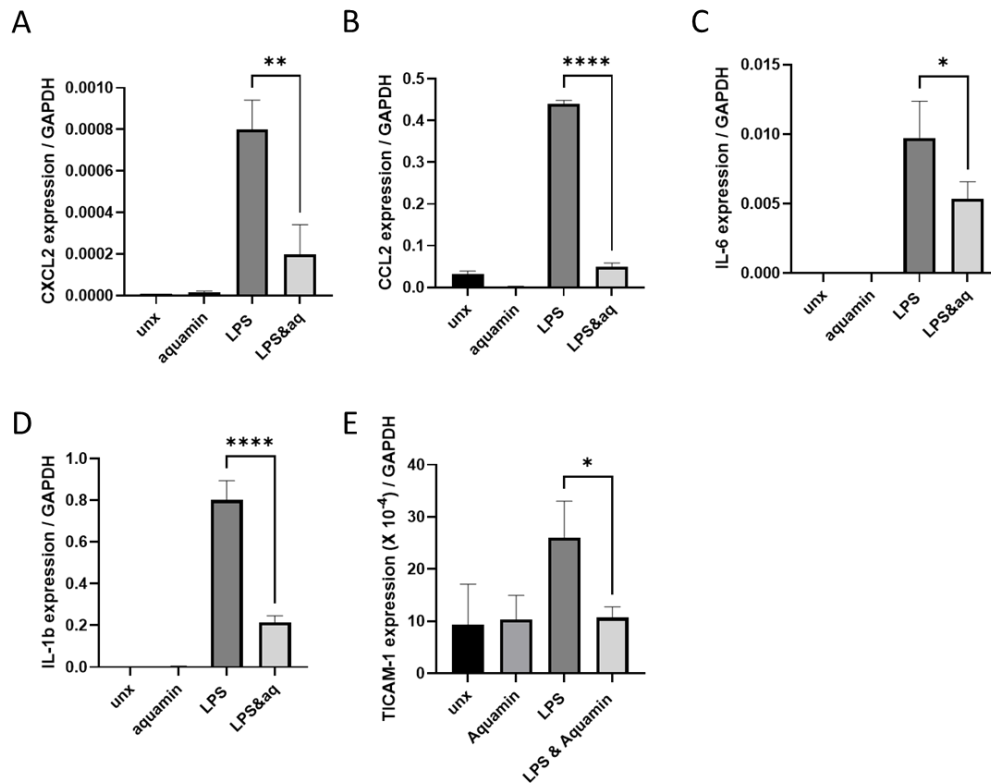 A
CXCL2 expression / GAPDH
0.0010
0.0008
0.0006
0.0004
0.0002
0.0000
**
unx
aquamin
LPS
LPS&aq
B
CCL2 expression / GAPDH
0.5
0.4
0.3
0.2
0.1
0.0
****
unx
aquamin
LPS
LPS&aq
C
IL-6 expression / GAPDH
0.015
0.010
0.005
0.000
*
unx
aquamin
LPS
LPS&aq
D
IL-1b expression / GAPDH
1.0
0.8
0.6
0.4
0.2
0.0
****
unx
aquamin
LPS
LPS&aq
E
TICAM-1 expression (X 10⁻⁴) / GAPDH
40
30
20
10
0
*
unx
Aquamin
LPS
LPS & Aquamin